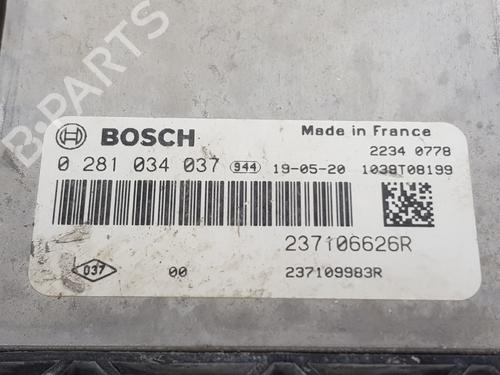 BOSCH
Made in France
2234 0778
0 281 034 037 944 19-05-20 1039T08199
237106626R
037 00 237109983R
B-PARTS